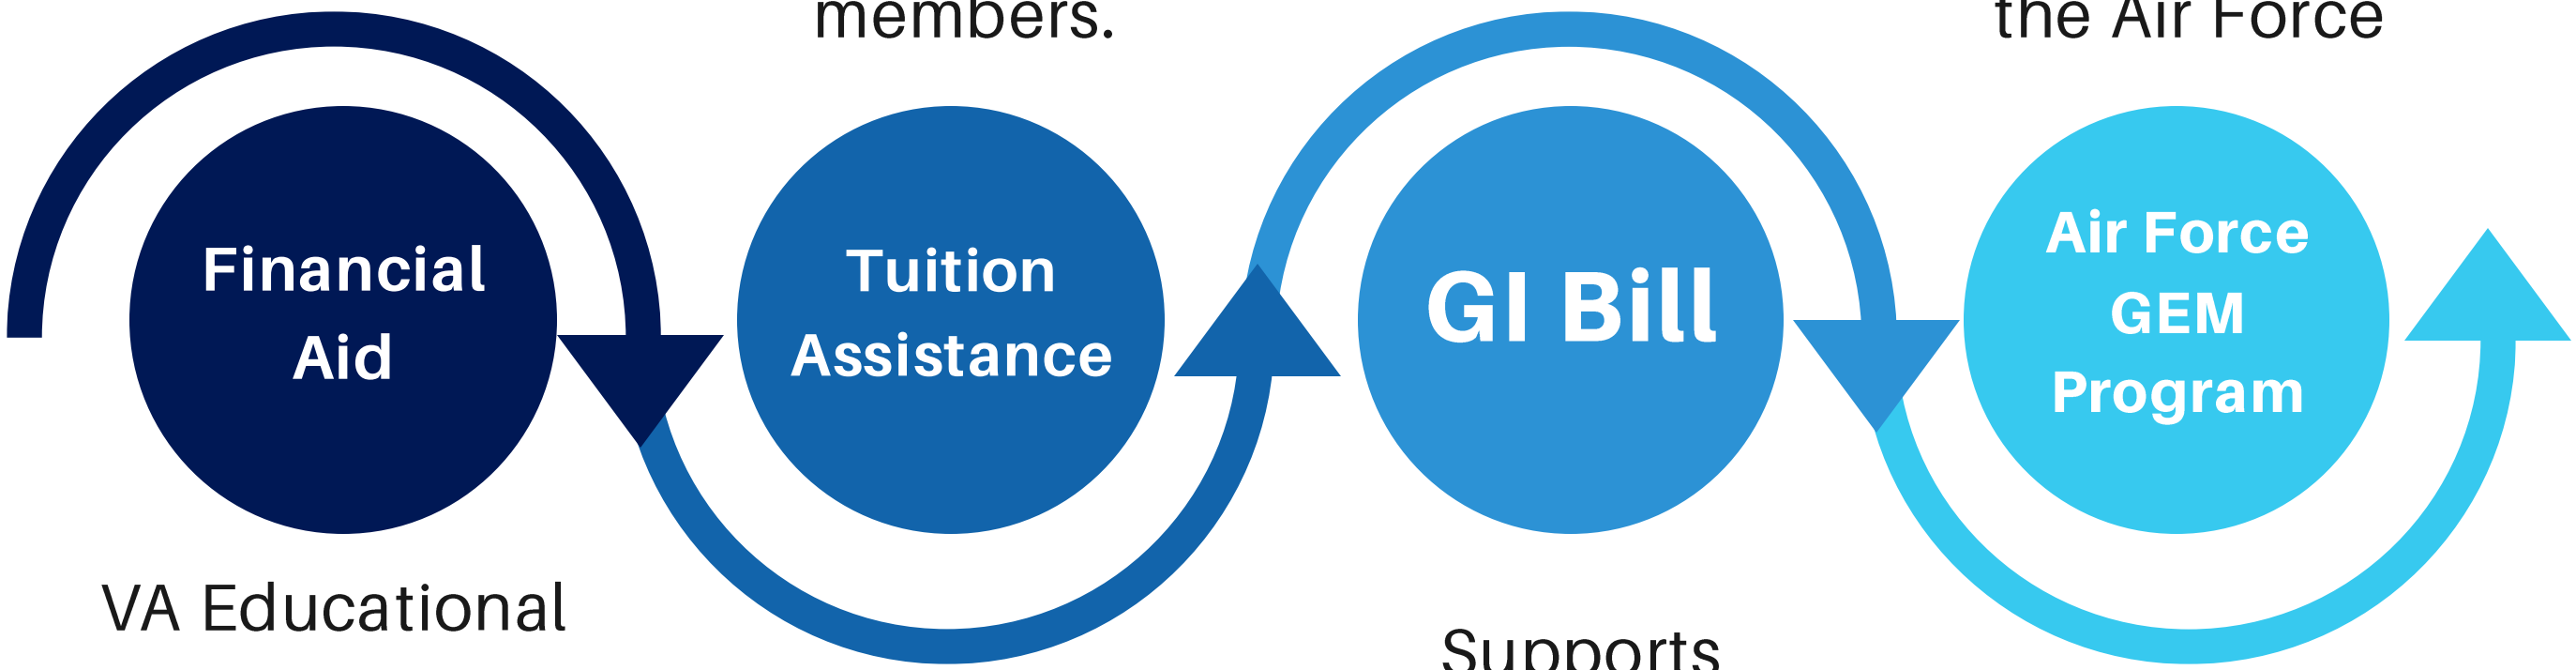 members.
the Air Force
Financial
Aid
Tuition
Assistance
GI Bill
Air Force
GEM
Program
VA Educational
Supports